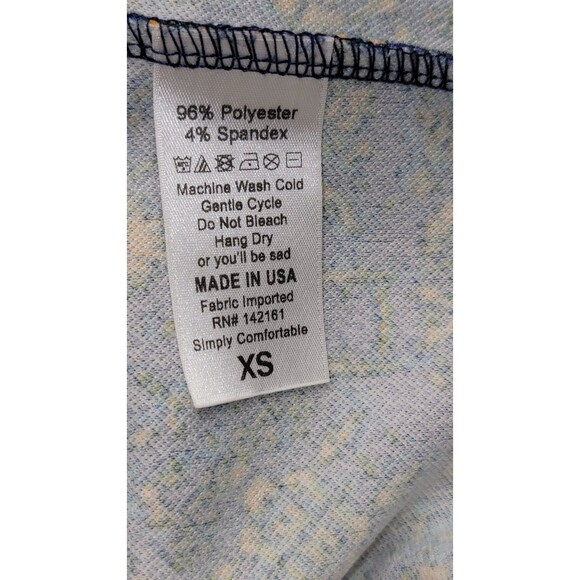 96% Polyester
4% Spandex
Machine Wash Cold
Gentle Cycle
Do Not Bleach
Hang Dry
or you'll be sad
MADE IN USA
Fabric Imported
RN# 142161
Simply Comfortable
XS